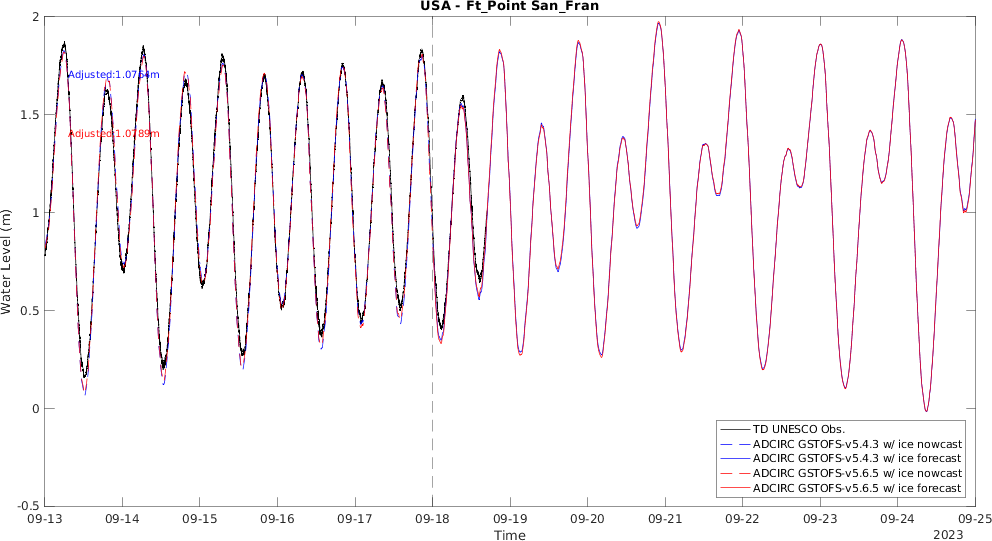 USA - Ft_Point San_Fran
2
1.5
1
0.5
0
-0.5
Water Level (m)
Adjusted:1.0764m
Adjusted:1.0789m
TD UNESCO Obs.
ADCIRC GSTOFS-v5.4.3 w/ ice nowcast
ADCIRC GSTOFS-v5.4.3 w/ ice forecast
ADCIRC GSTOFS-v5.6.5 w/ ice nowcast
ADCIRC GSTOFS-v5.6.5 w/ ice forecast
09-13 09-14 09-15 09-16 09-17 09-18 09-19 09-20 09-21 09-22 09-23 09-24 09-25
Time
2023